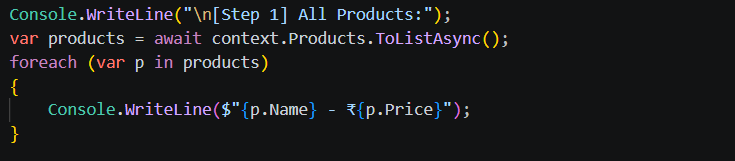 Console.WriteLine("\n[Step 1] All Products:");
var products = await context.Products.ToListAsync();
foreach (var p in products)
{
    Console.WriteLine($"{p.Name} - ₹{p.Price}");
}